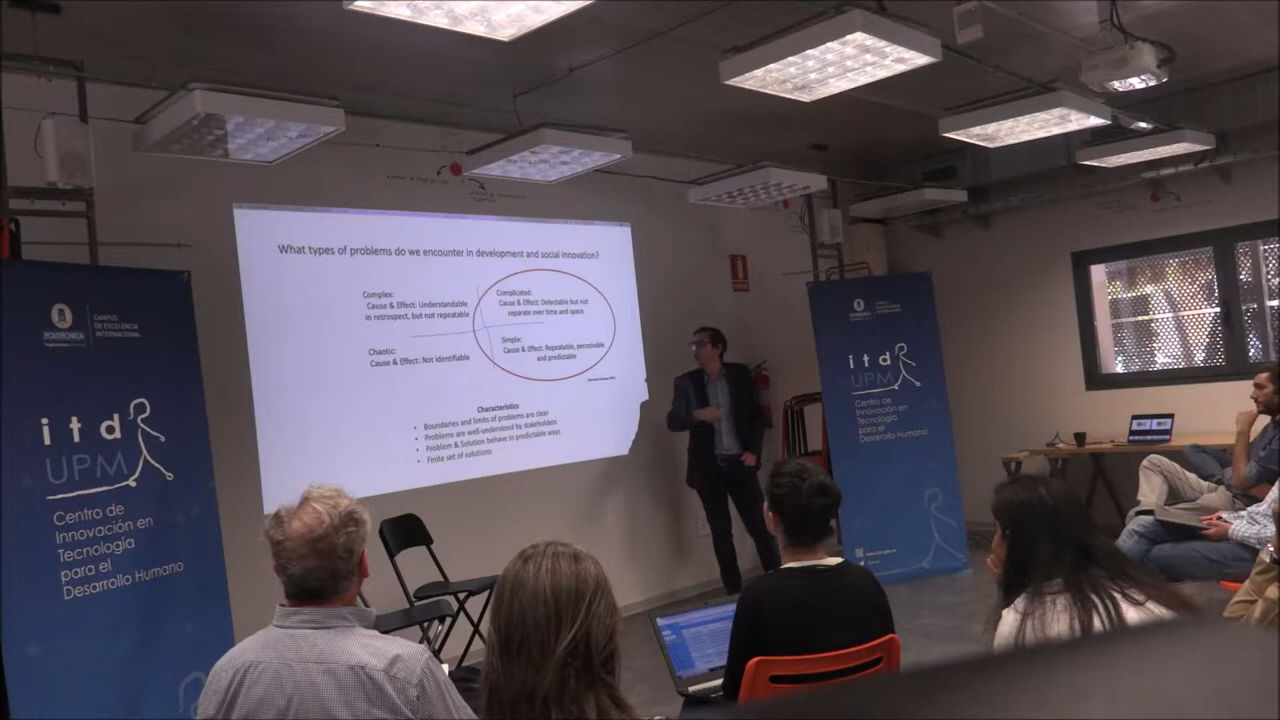 What types of problems do we encounter in development and social innovation?
Complex:
Cause & Effect: Understandable
in retrospect, but not repeatable
Complicated:
Cause & Effect: Detectable but not
separate over time and space
Chaotic:
Cause & Effect: Not identifiable
Simple:
Cause & Effect: Repeatable, perceivable
and predictable
Characteristics
• Boundaries and limits of problems are clear
• Problems are well-understood by stakeholders
• Problem & Solution behave in predictable ways
• Finite set of solutions
POLITÉCNICA
CAMPUS
DE EXCELENCIA
INTERNACIONAL
itd
UPM
Centro de
Innovación en
Tecnología
para el
Desarrollo Humano
itd
UPM
Centro de
Innovación en
Tecnología
para el
Desarrollo Humano